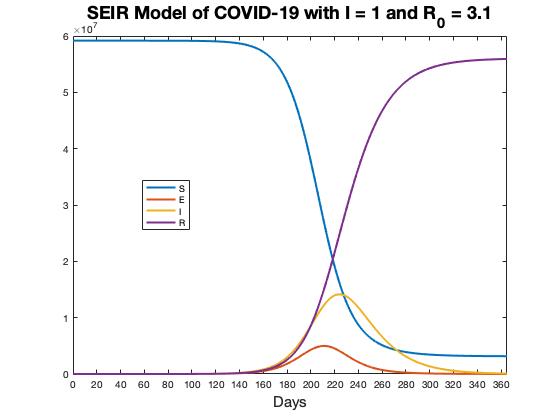 SEIR Model of COVID-19 with I = 1 and R0 = 3.1
×10^7
6
5
4
3
2
1
0
S
E
I
R
0 20 40 60 80 100 120 140 160 180 200 220 240 260 280 300 320 340 360
Days